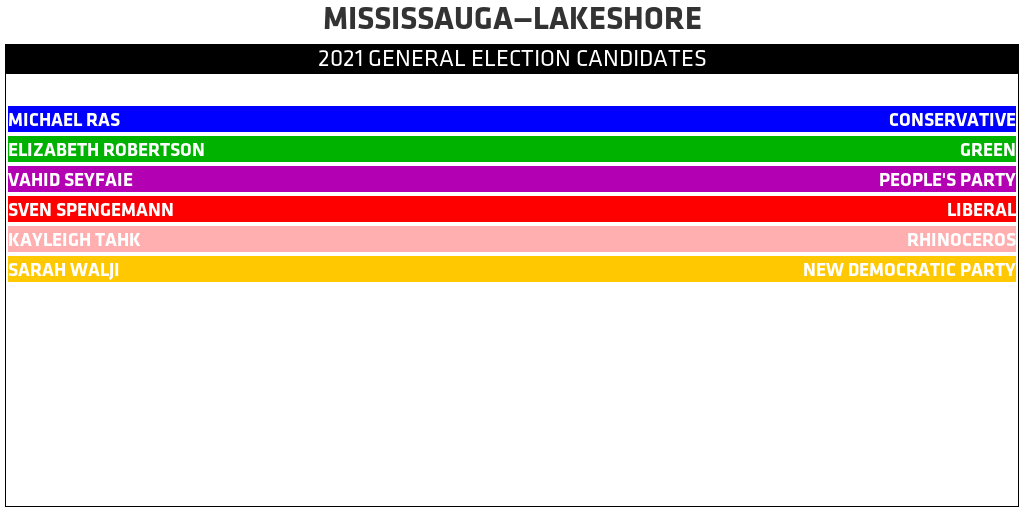 MISSISSAUGA—LAKESHORE
2021 GENERAL ELECTION CANDIDATES
MICHAEL RAS CONSERVATIVE
ELIZABETH ROBERTSON GREEN
VAHID SEYFAIE PEOPLE'S PARTY
SVEN SPENGEMANN LIBERAL
KAYLEIGH TAHK RHINOCEROS
SARAH WALJI NEW DEMOCRATIC PARTY